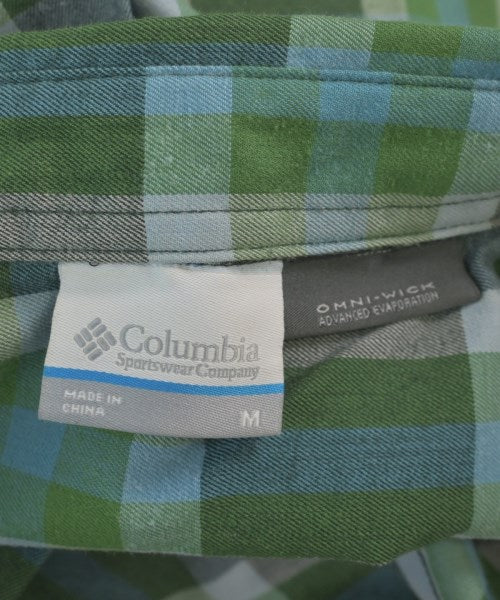 Columbia
Sportswear Company
MADE IN
CHINA
M
OMNI-WICK
ADVANCED EVAPORATION